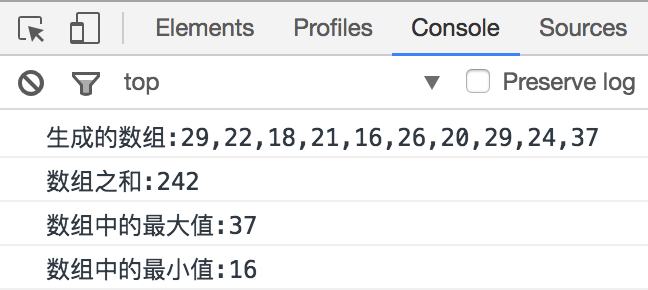 Elements Profiles Console Sources
top Preserve log
生成的数组:29,22,18,21,16,26,20,29,24,37
数组之和:242
数组中的最大值:37
数组中的最小值:16